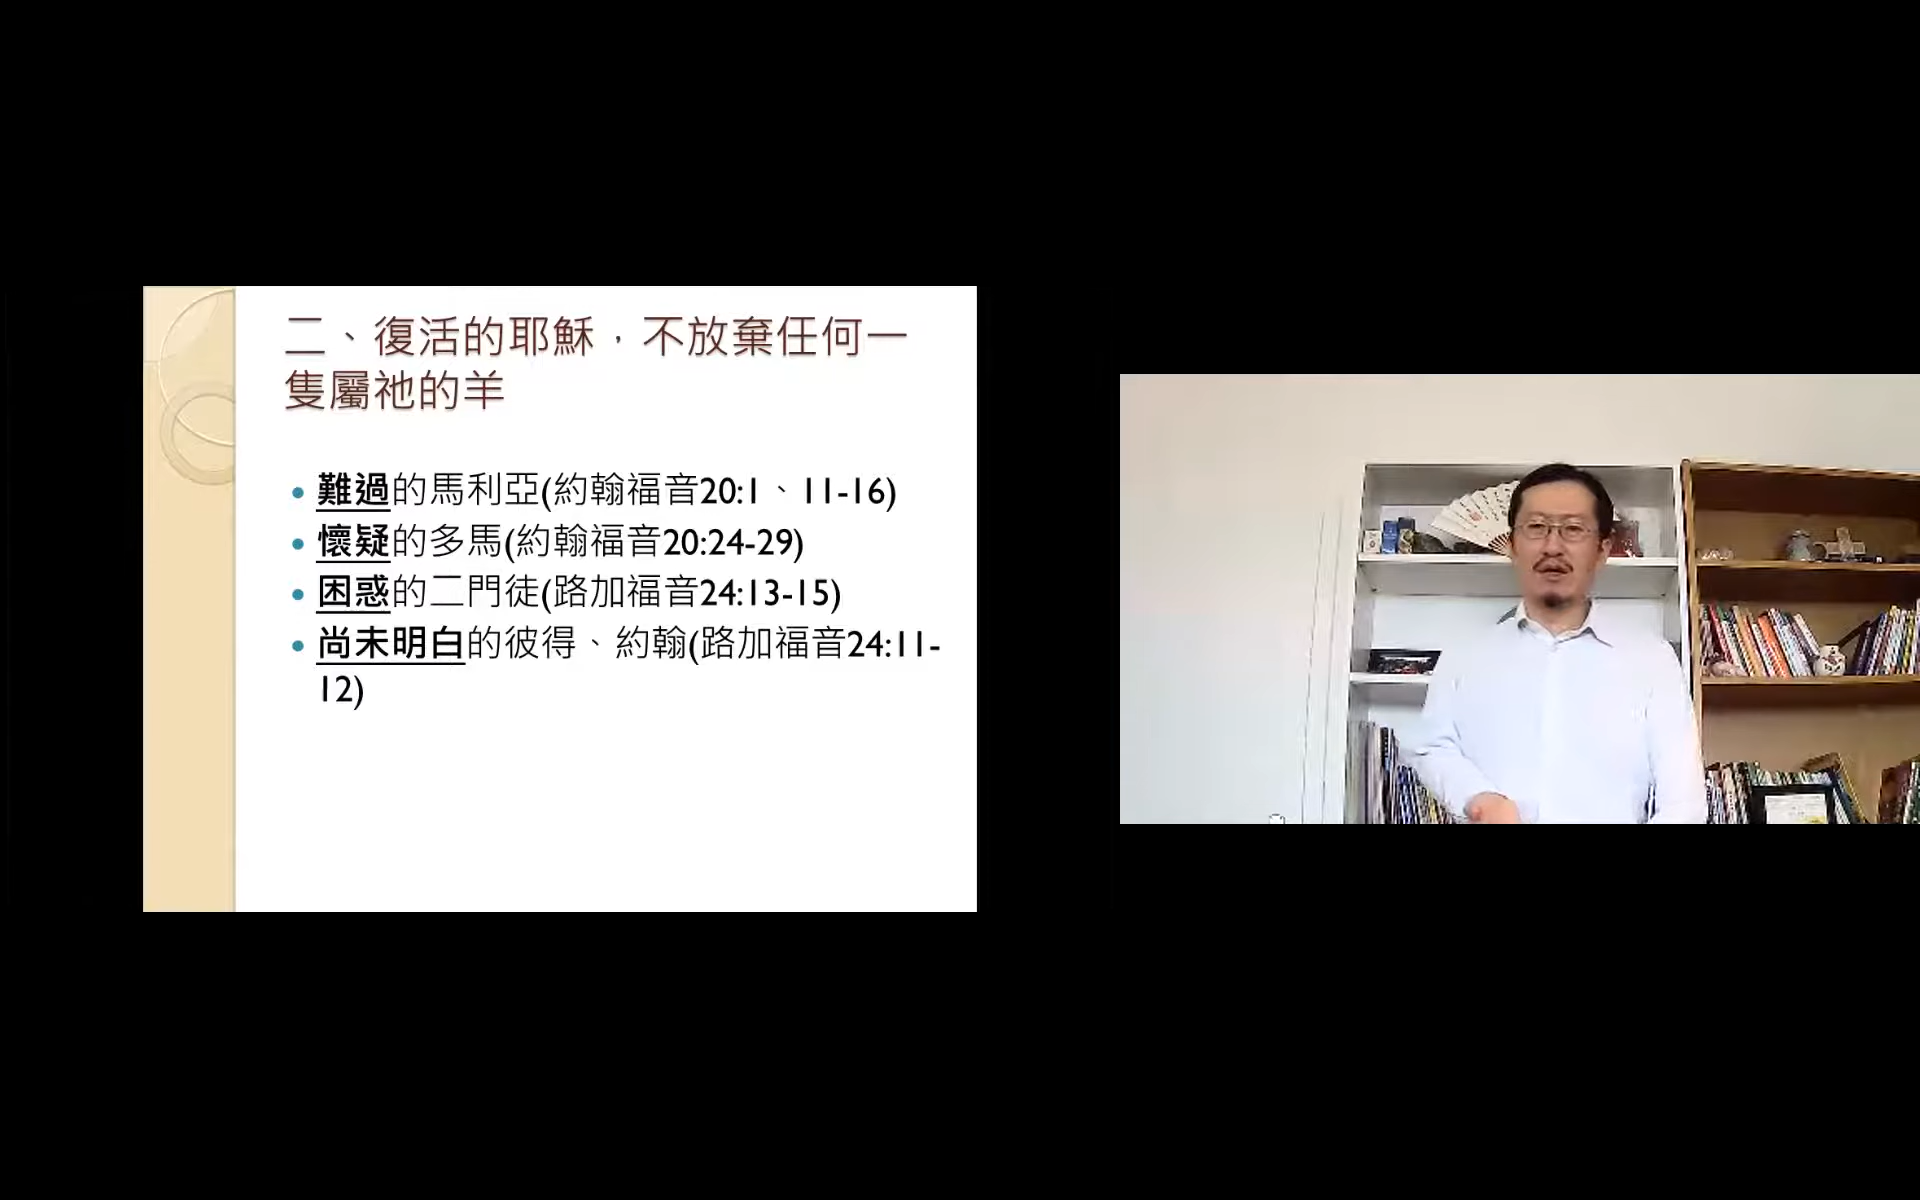 二、復活的耶穌，不放棄任何一
隻屬祂的羊
• 難過的馬利亞(約翰福音20:1、11-16)
• 懷疑的多馬(約翰福音20:24-29)
• 困惑的二門徒(路加福音24:13-15)
• 尚未明白的彼得、約翰(路加福音24:11-
12)